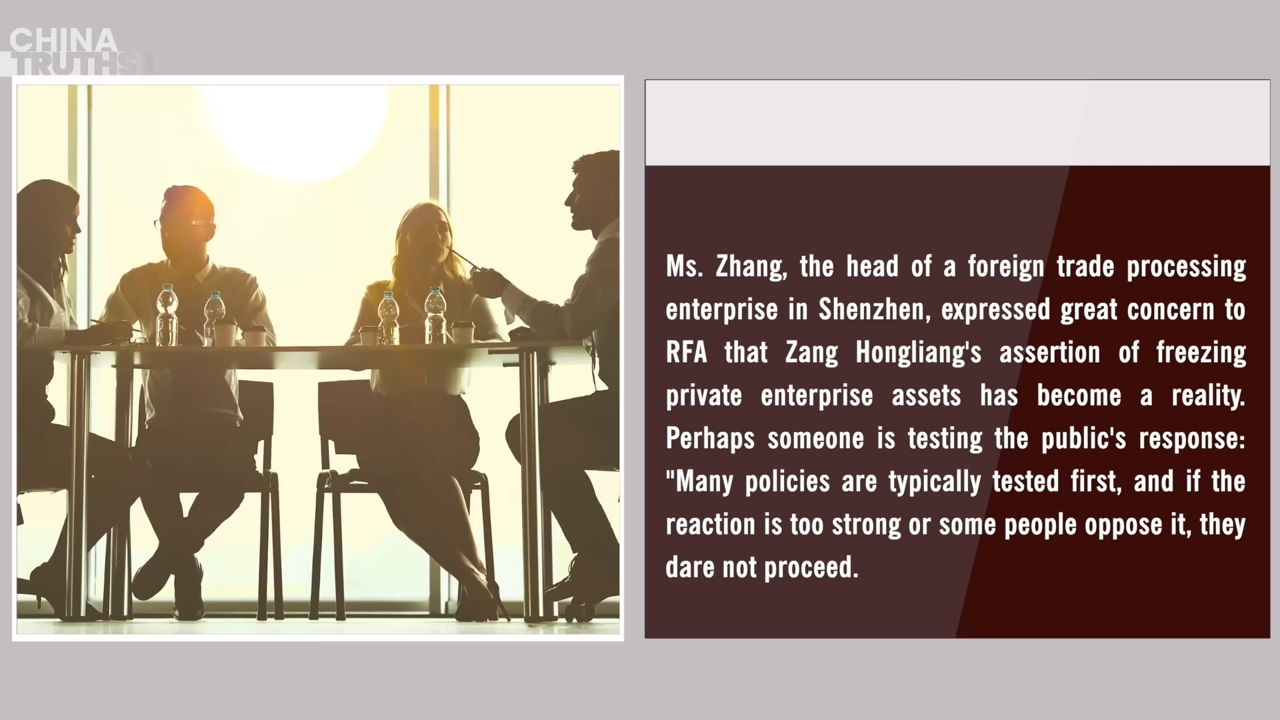 CHINA
TRUTHS
Ms. Zhang, the head of a foreign trade processing
enterprise in Shenzhen, expressed great concern to
RFA that Zang Hongliang's assertion of freezing
private enterprise assets has become a reality.
Perhaps someone is testing the public's response:
"Many policies are typically tested first, and if the
reaction is too strong or some people oppose it, they
dare not proceed.